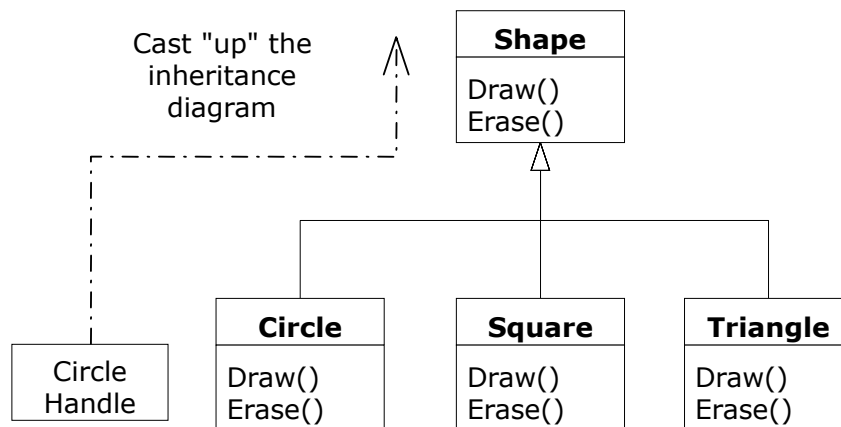 Cast "up" the
inheritance
diagram
Shape
Draw()
Erase()
Circle
Handle
Circle
Draw()
Erase()
Square
Draw()
Erase()
Triangle
Draw()
Erase()